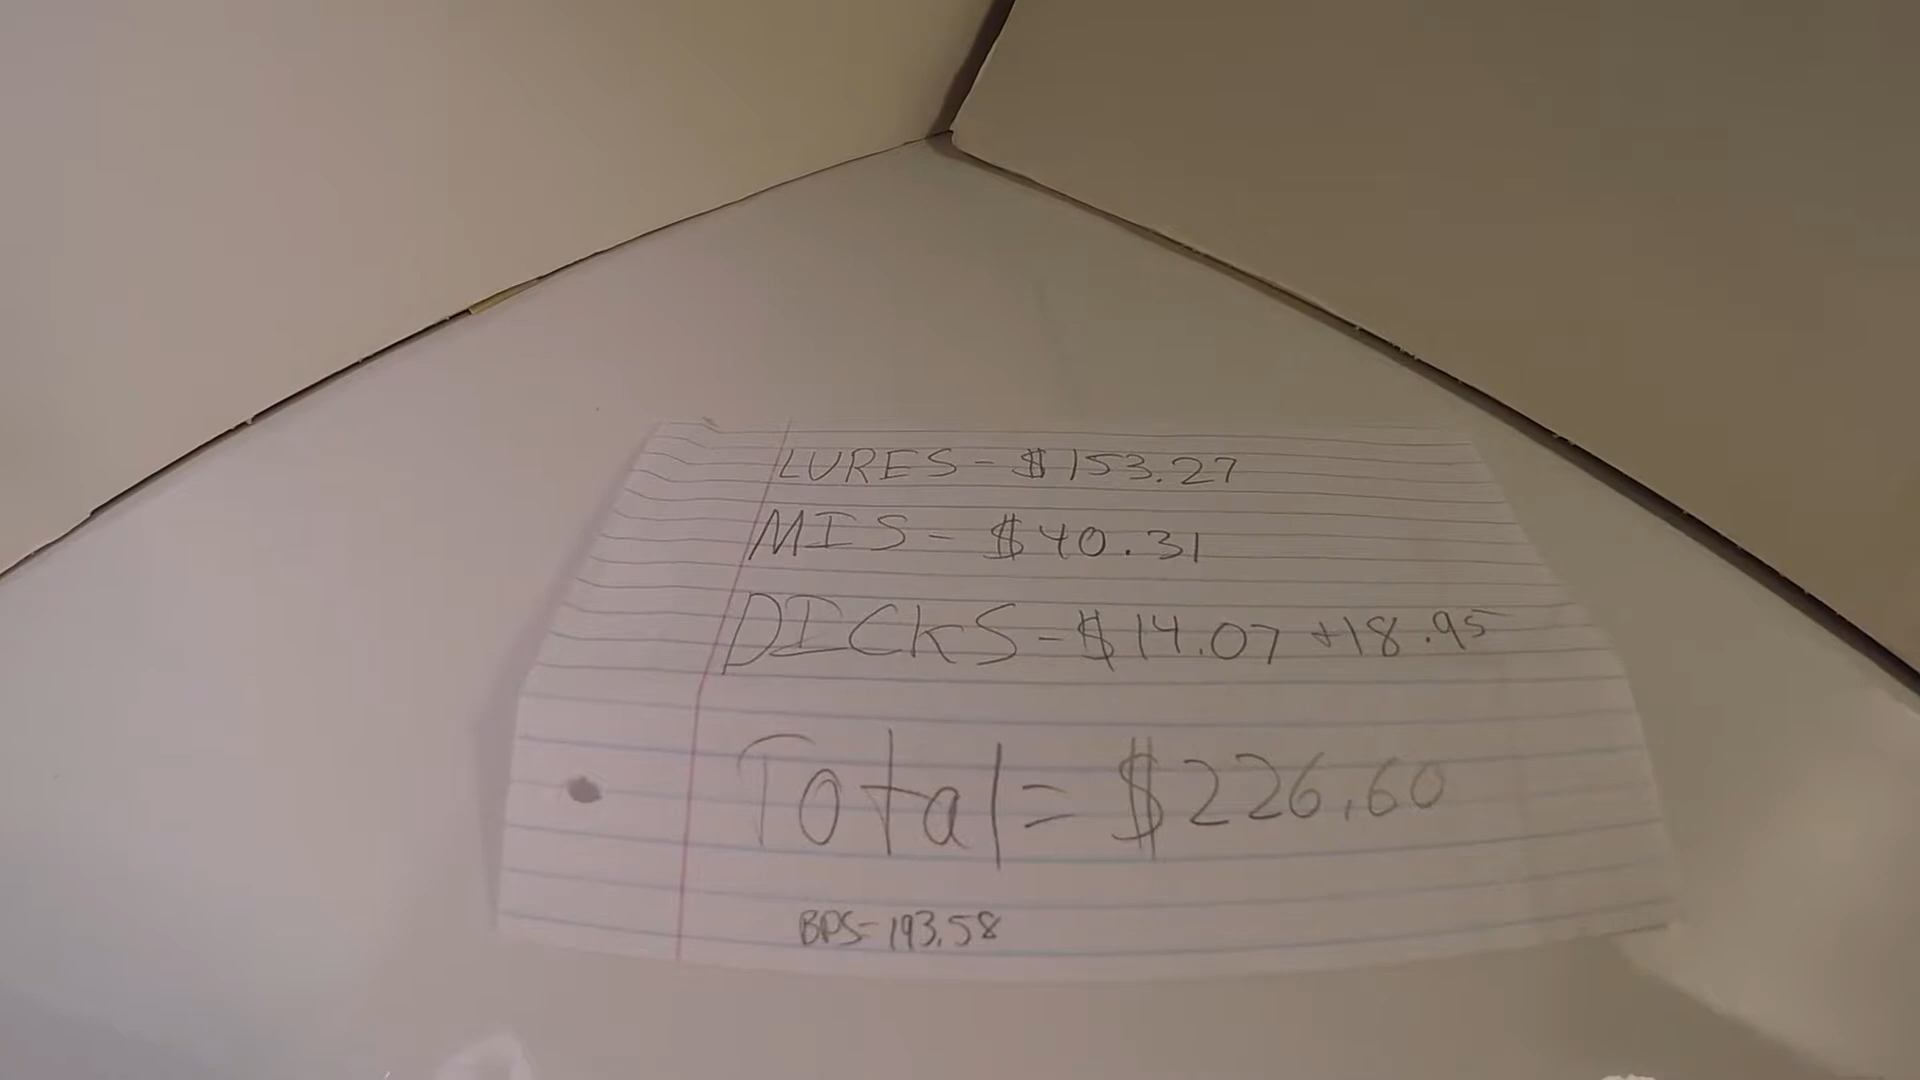 LURES - $153.27
MIS - $40.31
DICKS - $14.07 +18.95
Total = $226.60
BPS= 193.58